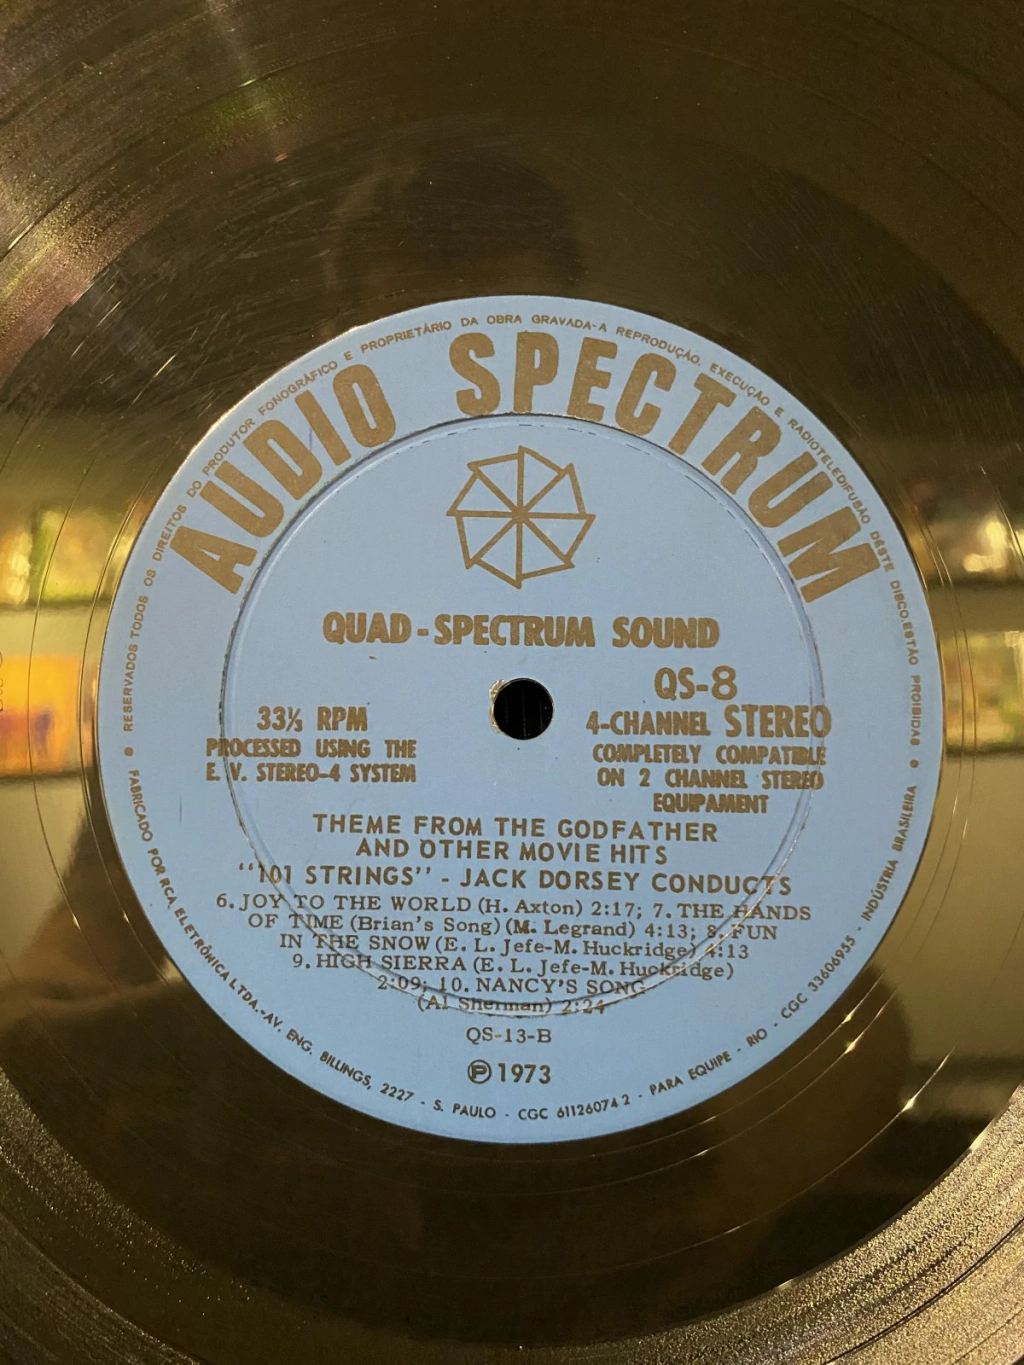 RESERVADOS TODOS OS DIREITOS DO PRODUTOR FONOGRÁFICO E PROPRIETÁRIO DA OBRA GRAVADA-A REPRODUÇÃO, EXECUÇÃO E RADIOTELEDIFUSÃO DÊSTE DISCO ESTÃO PROIBIDAS
AUDIO SPECTRUM
QUAD-SPECTRUM SOUND
QS-8
33⅓ RPM
PROCESSED USING THE
E. V. STEREO-4 SYSTEM
4-CHANNEL STEREO
COMPLETELY COMPATIBLE
ON 2 CHANNEL STEREO
EQUIPAMENT
THEME FROM THE GODFATHER
AND OTHER MOVIE HITS
"101 STRINGS" - JACK DORSEY CONDUCTS
6. JOY TO THE WORLD (H. Axton) 2:17; 7. THE HANDS
OF TIME (Brian's Song) (M. Legrand) 4:13; 8. FUN
IN THE SNOW (E. L. Jefe-M. Huckridge) 4:13
9. HIGH SIERRA (E. L. Jefe-M. Huckridge)
2:09; 10. NANCY'S SONG
(Al Sherman) 2:24
QS-13-B
℗ 1973
FABRICADO POR RCA ELETRÔNICA LTDA.-AV. ENG. BILLINGS, 2227 - S. PAULO - CGC 61126074 2 - PARA EQUIPE - RIO - CGC 33606955 - INDÚSTRIA BRASILEIRA